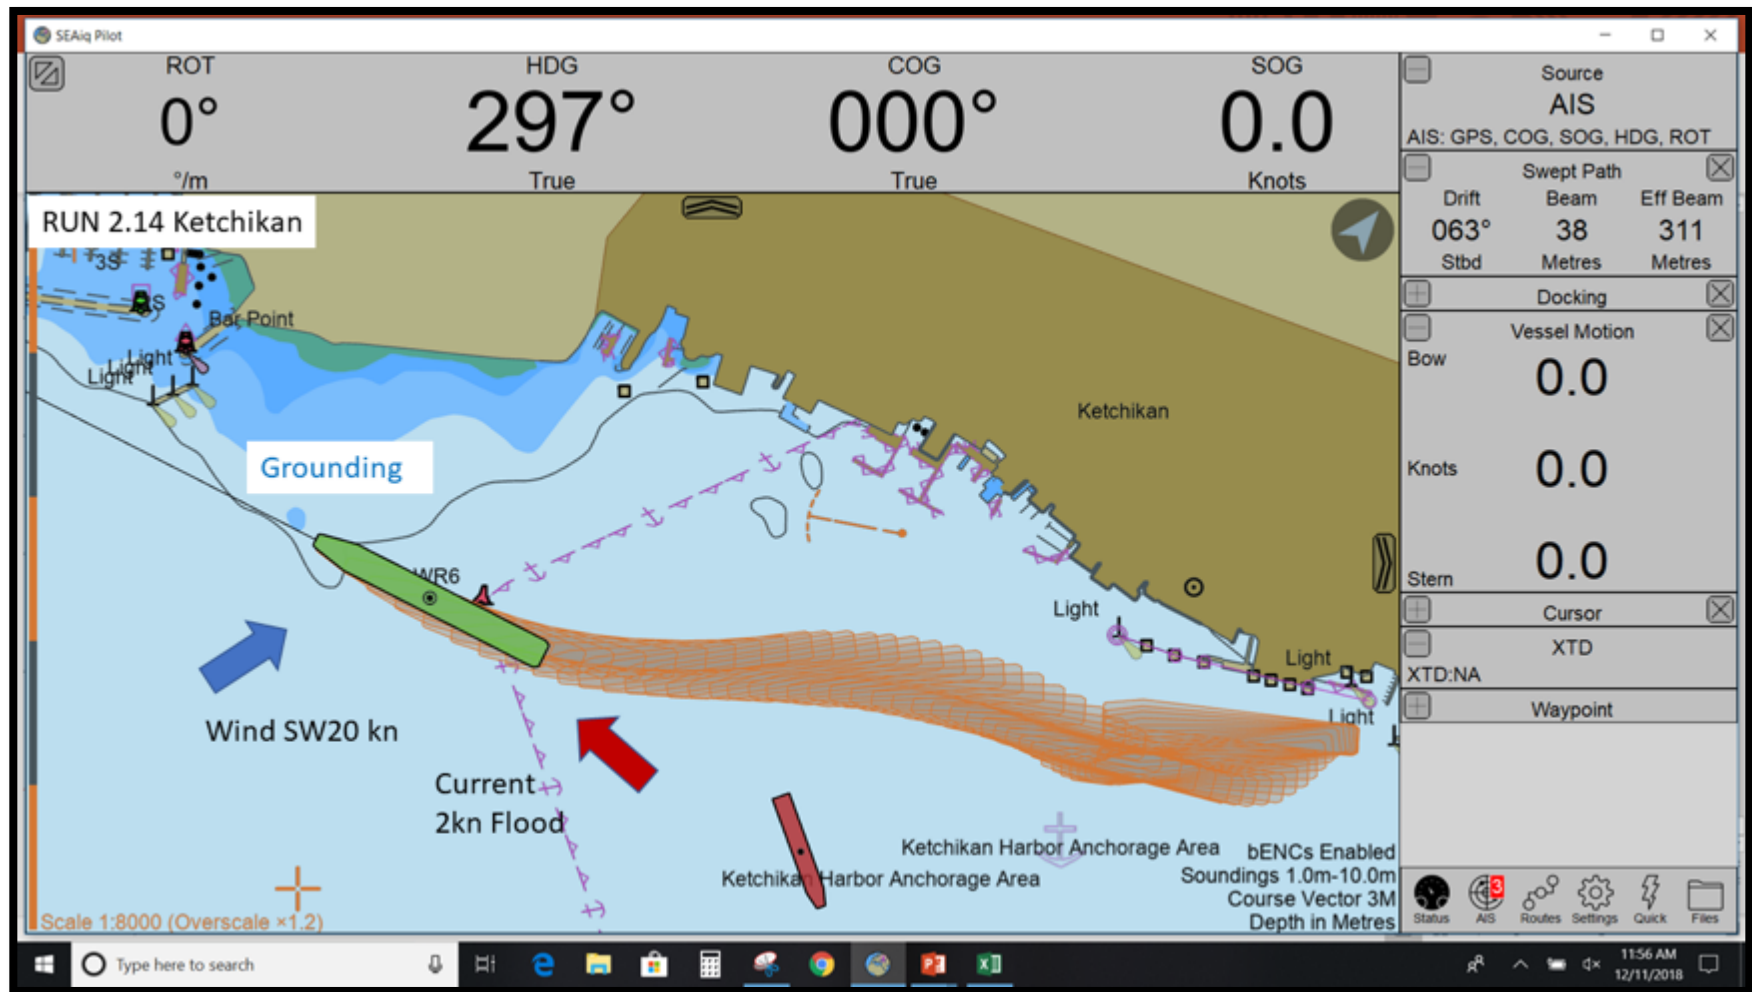 SEAiq Pilot
ROT
HDG
COG
SOG
0°
297°
000°
0.0
°/m
True
True
Knots
Source
AIS
AIS: GPS, COG, SOG, HDG, ROT
Swept Path
Drift
Beam
Eff Beam
063°
38
311
Stbd
Metres
Metres
Docking
Vessel Motion
Bow
0.0
Knots
0.0
Stern
0.0
Cursor
XTD
XTD:NA
Waypoint
RUN 2.14 Ketchikan
3S
S
Bar Point
Light
Light
Light
Grounding
Ketchikan
WR6
Light
Light
Light
Wind SW20 kn
Current
2kn Flood
Ketchikan Harbor Anchorage Area
Ketchikan Harbor Anchorage Area
bENCs Enabled
Soundings 1.0m-10.0m
Course Vector 3M
Depth in Metres
Scale 1:8000 (Overscale ×1.2)
3
Status
AIS
Routes
Settings
Quick
Files
Type here to search
11:56 AM
12/11/2018